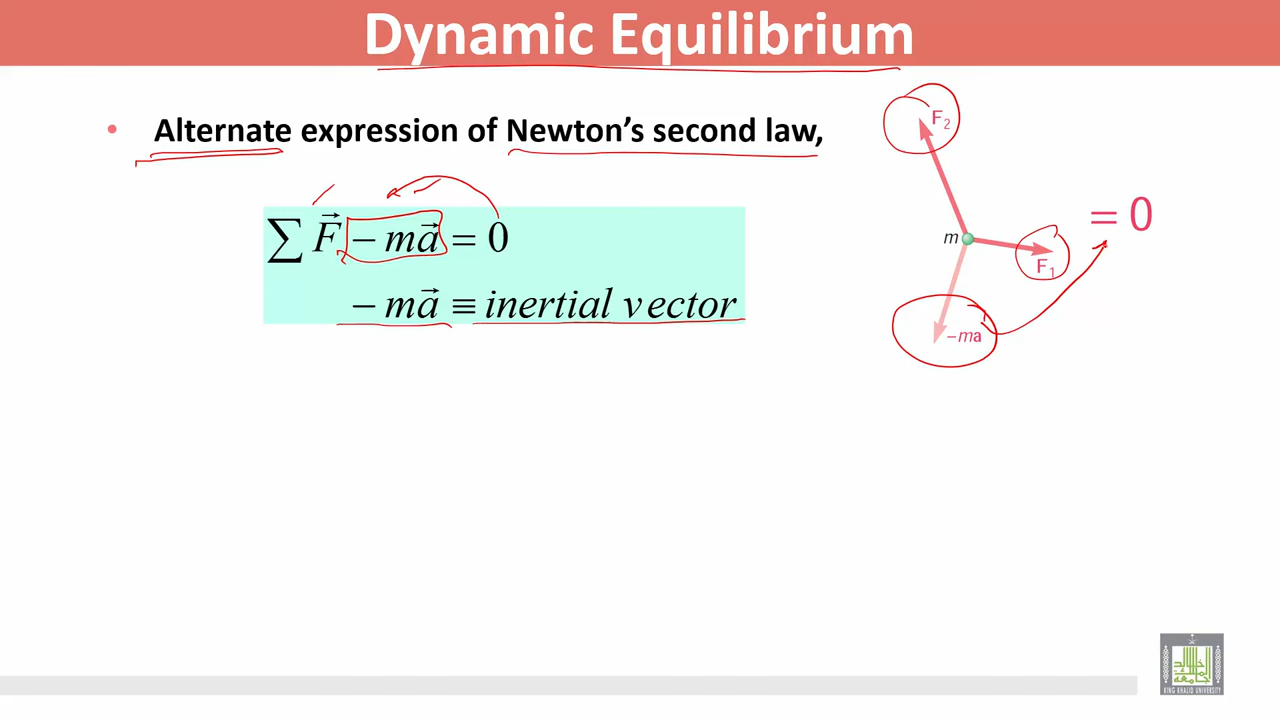 Dynamic Equilibrium
• Alternate expression of Newton's second law,
∑ F⃗ − ma⃗ = 0
− ma⃗ ≡ inertial vector
F₂
= 0
m
F₁
−ma
KING KHALID UNIVERSITY